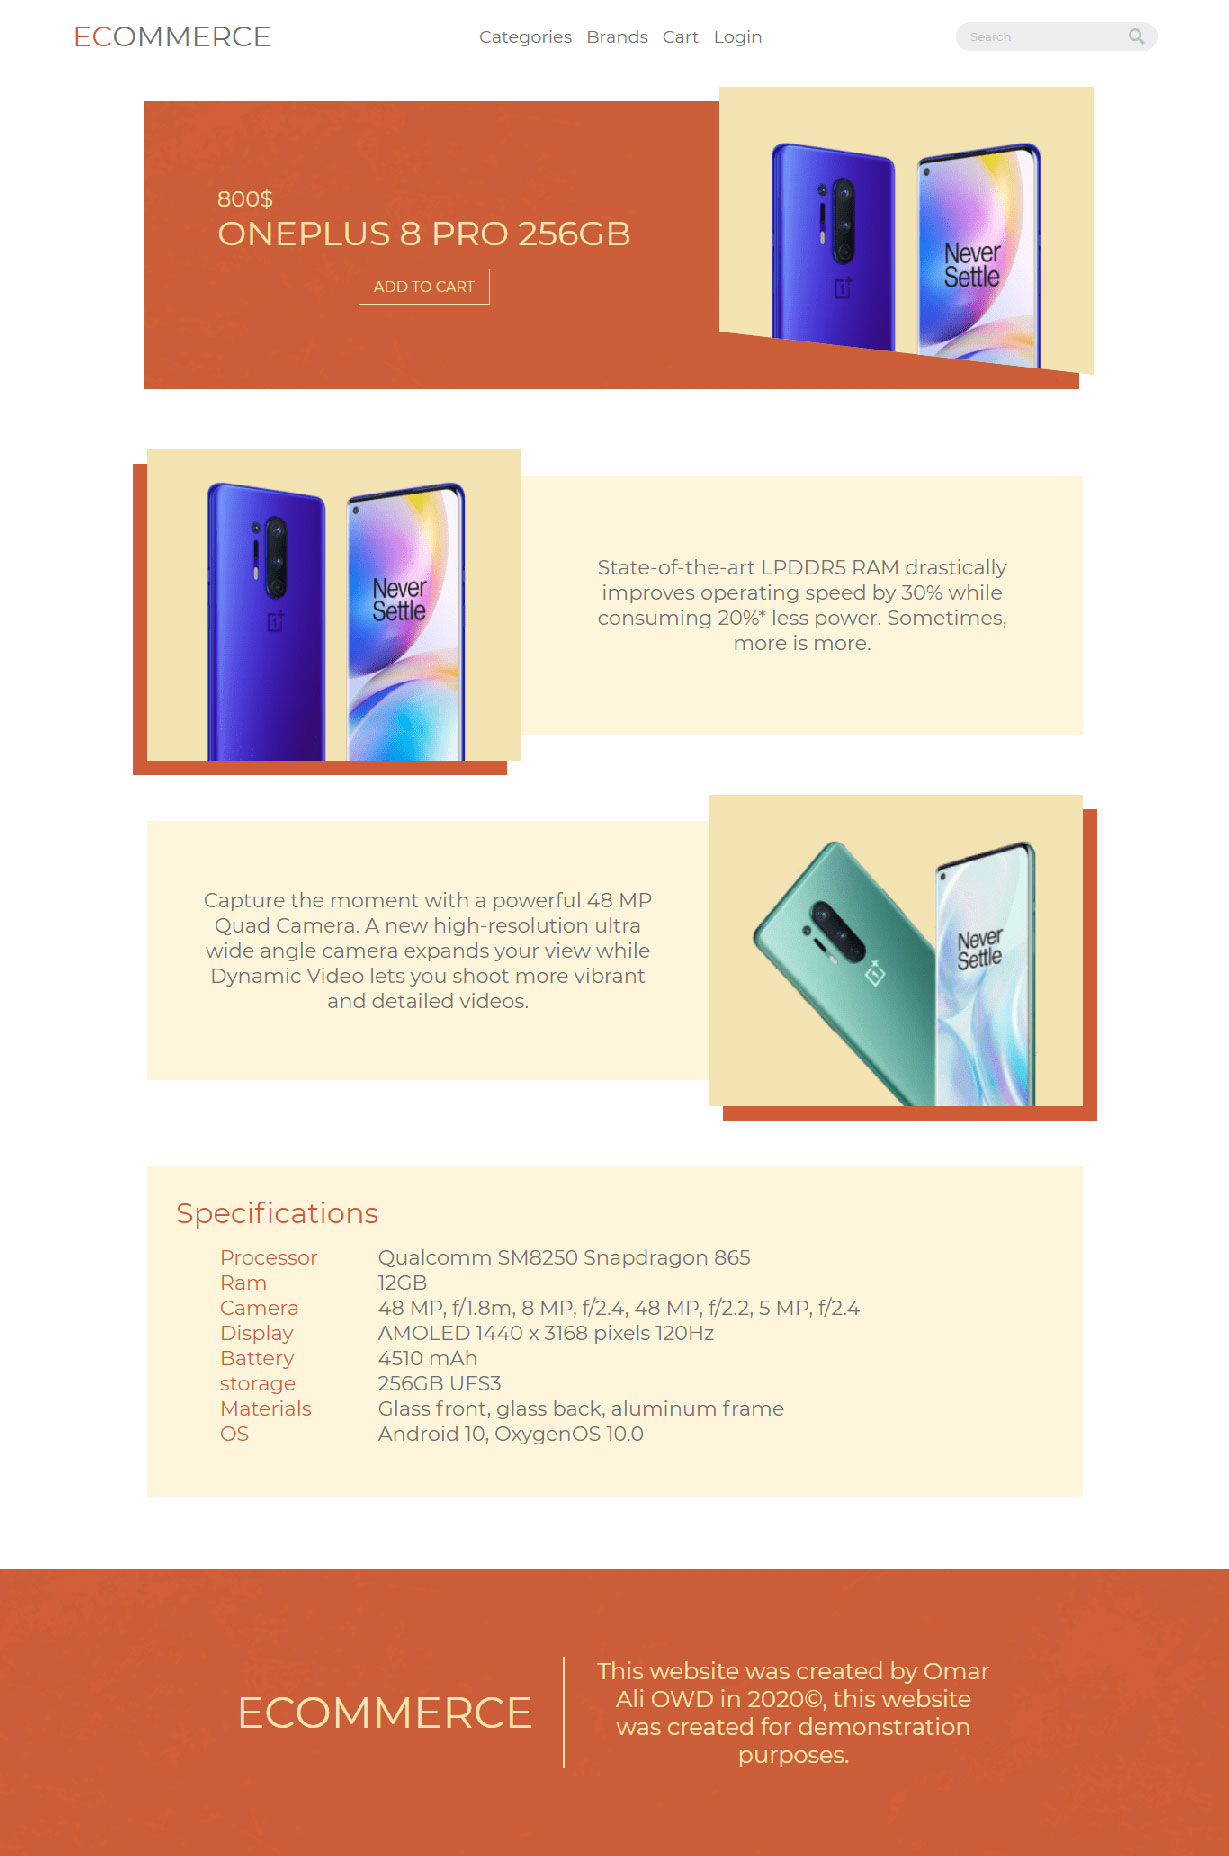 ECOMMERCE
Categories Brands Cart Login
Search
800$
ONEPLUS 8 PRO 256GB
ADD TO CART
Never
Settle
Never
Settle
State-of-the-art LPDDR5 RAM drastically
improves operating speed by 30% while
consuming 20%* less power. Sometimes,
more is more.
Capture the moment with a powerful 48 MP
Quad Camera. A new high-resolution ultra
wide angle camera expands your view while
Dynamic Video lets you shoot more vibrant
and detailed videos.
Never
Settle
Specifications
Processor Qualcomm SM8250 Snapdragon 865
Ram 12GB
Camera 48 MP, f/1.8m, 8 MP, f/2.4, 48 MP, f/2.2, 5 MP, f/2.4
Display AMOLED 1440 x 3168 pixels 120Hz
Battery 4510 mAh
storage 256GB UFS3
Materials Glass front, glass back, aluminum frame
OS Android 10, OxygenOS 10.0
ECOMMERCE
This website was created by Omar
Ali OWD in 2020©, this website
was created for demonstration
purposes.